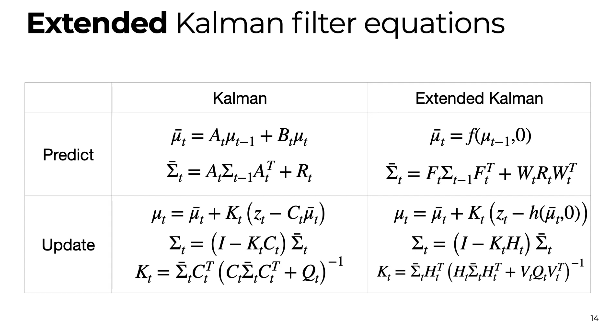 Extended Kalman filter equations
Kalman Extended Kalman
Predict
μ̄ₜ = Aₜμₜ₋₁ + Bₜμₜ
Σ̄ₜ = AₜΣₜ₋₁Aₜᵀ + Rₜ
μ̄ₜ = f(μₜ₋₁,0)
Σ̄ₜ = FₜΣₜ₋₁Fₜᵀ + WₜRₜWₜᵀ
Update
μₜ = μ̄ₜ + Kₜ (zₜ − Cₜμ̄ₜ)
Σₜ = (I − KₜCₜ) Σ̄ₜ
Kₜ = Σ̄ₜCₜᵀ (CₜΣ̄ₜCₜᵀ + Qₜ)⁻¹
μₜ = μ̄ₜ + Kₜ (zₜ − h(μ̄ₜ,0))
Σₜ = (I − KₜHₜ) Σ̄ₜ
Kₜ = Σ̄ₜHₜᵀ (HₜΣ̄ₜHₜᵀ + VₜQₜVₜᵀ)⁻¹
14